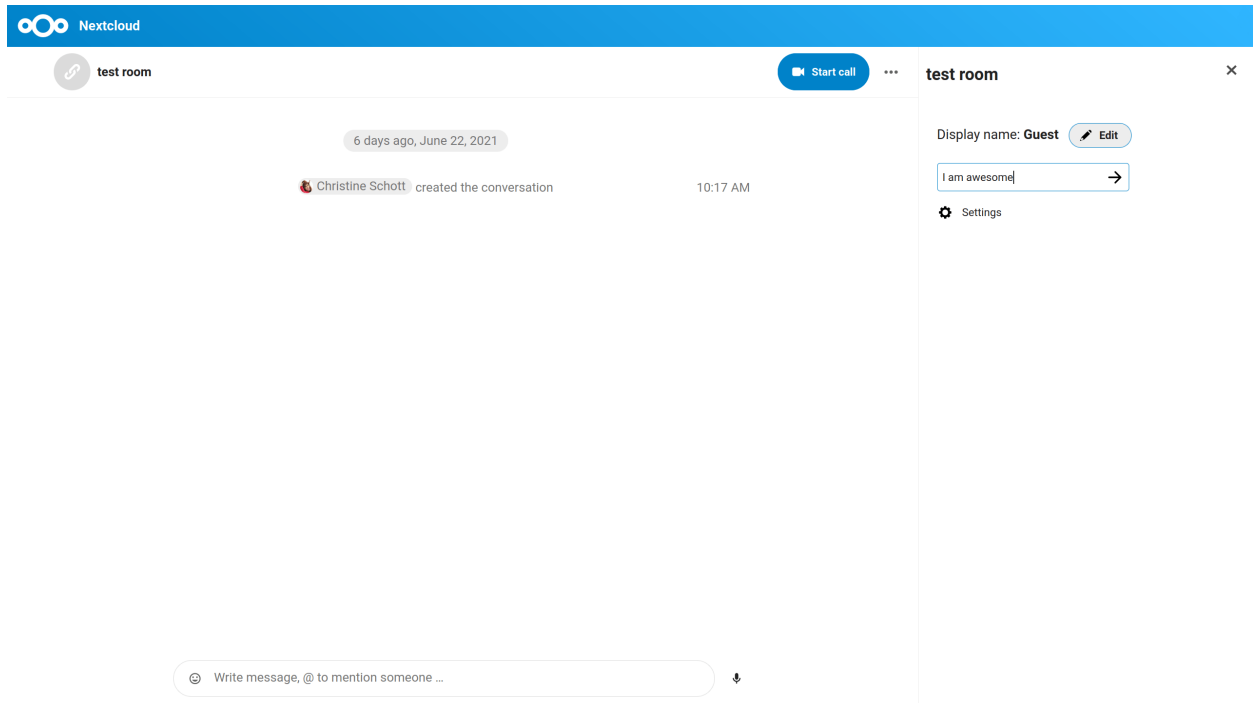 Nextcloud
test room
Start call
6 days ago, June 22, 2021
Christine Schott created the conversation 10:17 AM
Write message, @ to mention someone ...
test room
Display name: Guest Edit
I am awesome
Settings